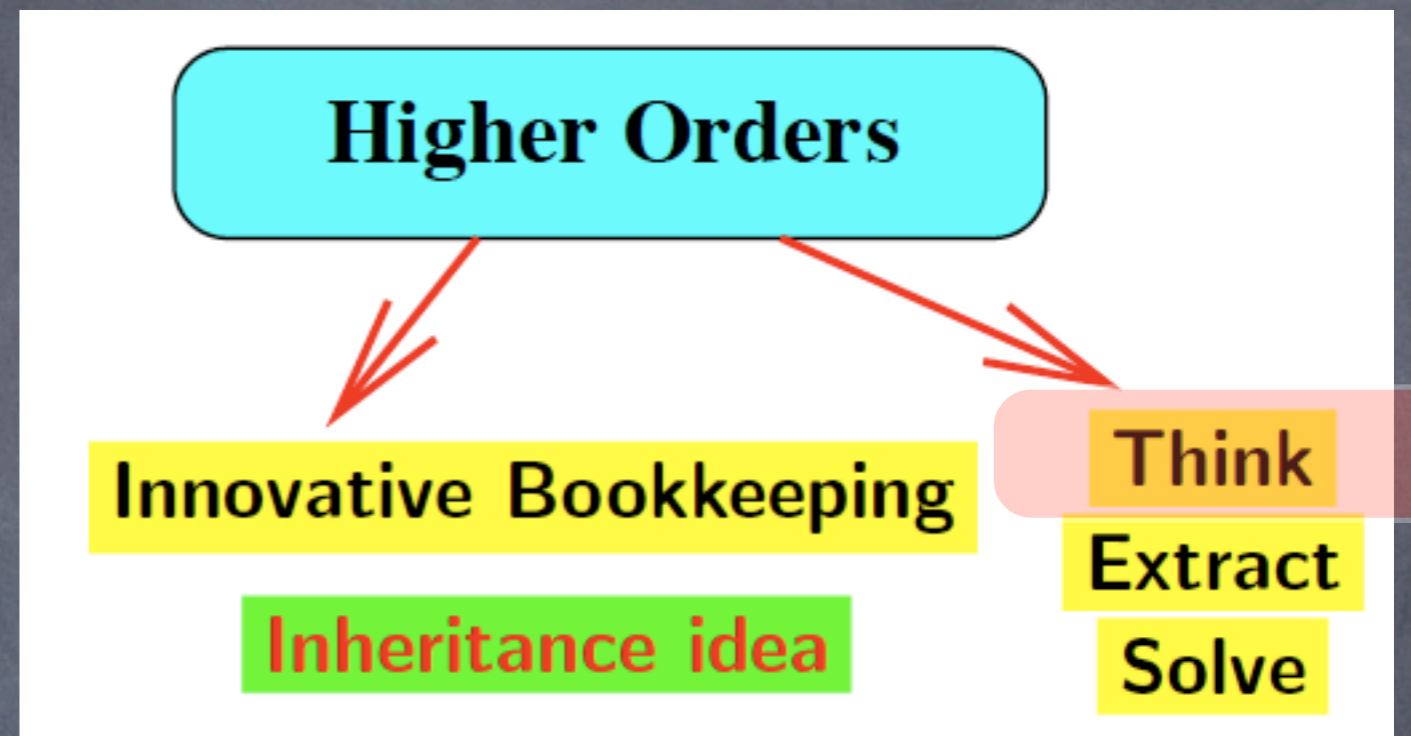 Higher Orders
Innovative Bookkeeping
Inheritance idea
Think
Extract
Solve